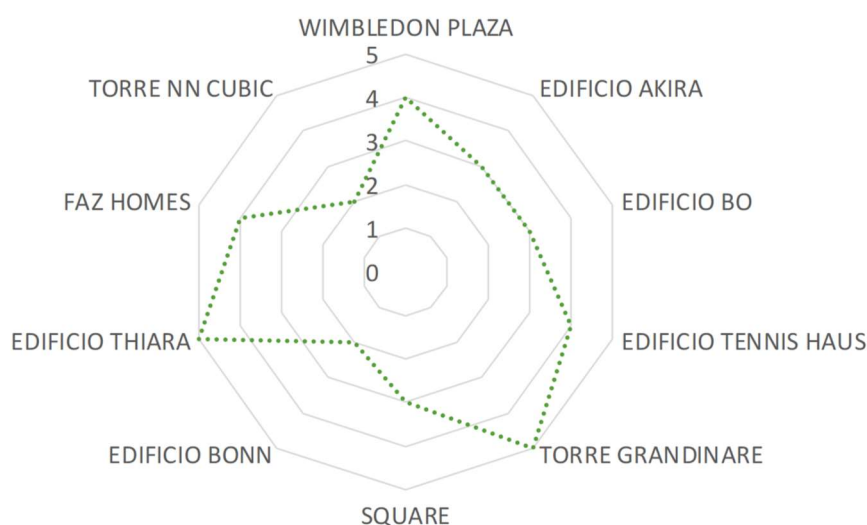 WIMBLEDON PLAZA
5
TORRE NN CUBIC
4
EDIFICIO AKIRA
3
FAZ HOMES
2
EDIFICIO BO
1
0
EDIFICIO THIARA
EDIFICIO TENNIS HAUS
EDIFICIO BONN
TORRE GRANDINARE
SQUARE